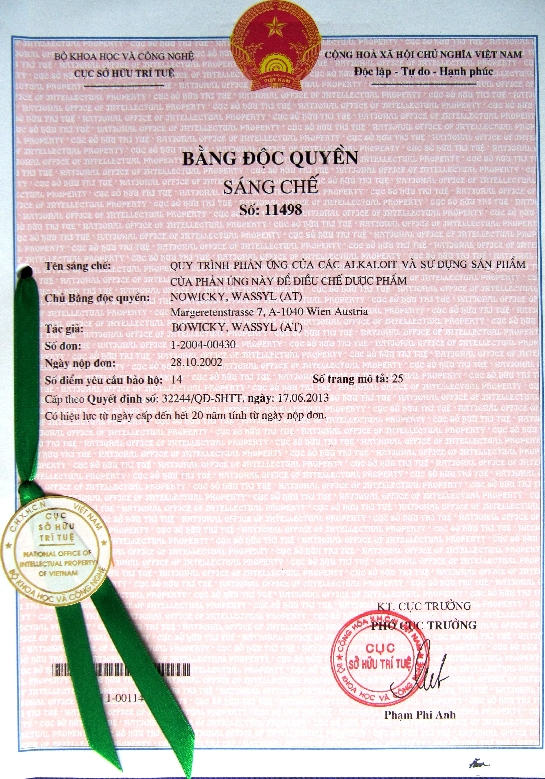 BỘ KHOA HỌC VÀ CÔNG NGHỆ
CỤC SỞ HỮU TRÍ TUỆ
CỘNG HÒA XÃ HỘI CHỦ NGHĨA VIỆT NAM
Độc lập - Tự do - Hạnh phúc
VIỆT NAM
BẰNG ĐỘC QUYỀN
SÁNG CHẾ
Số: 11498
Tên sáng chế: QUY TRÌNH PHẢN ỨNG CỦA CÁC ALKALOIT VÀ SỬ DỤNG SẢN PHẨM
CỦA PHẢN ỨNG NÀY ĐỂ ĐIỀU CHẾ DƯỢC PHẨM
Chủ Bằng độc quyền: NOWICKY, WASSYL (AT)
Margeretenstrasse 7, A-1040 Wien Austria
Tác giả: BOWICKY, WASSYL (AT)
Số đơn: 1-2004-00430
Ngày nộp đơn: 28.10.2002
Số điểm yêu cầu bảo hộ: 14 Số trang mô tả: 25
Cấp theo Quyết định số: 32244/QĐ-SHTT, ngày: 17.06.2013
Có hiệu lực từ ngày cấp đến hết 20 năm tính từ ngày nộp đơn.
C.H.X.H.C.N VIỆT NAM
CỤC
SỞ HỮU
TRÍ TUỆ
NATIONAL OFFICE OF
INTELLECTUAL PROPERTY
OF VIETNAM
BỘ KHOA HỌC VÀ CÔNG NGHỆ
KT. CỤC TRƯỞNG
PHÓ CỤC TRƯỞNG
CỤC
SỞ HỮU TRÍ TUỆ
Phạm Phi Anh
1-00114